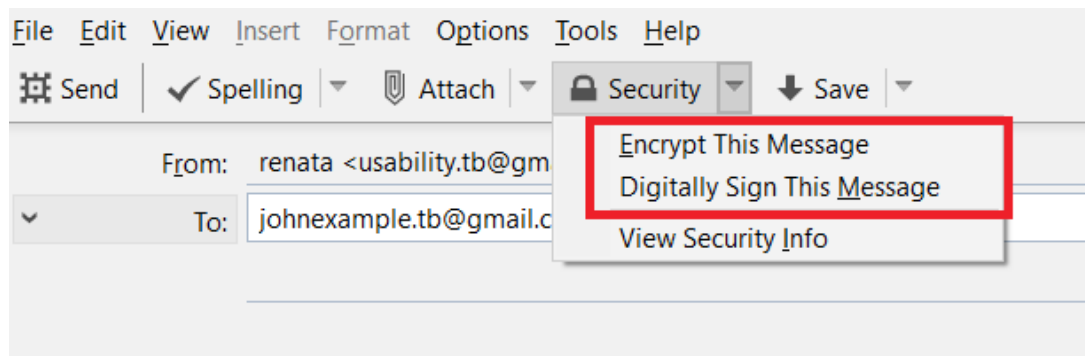 File Edit View Insert Format Options Tools Help
Send Spelling Attach Security Save
Encrypt This Message
From: renata <usability.tb@gm
Digitally Sign This Message
To: johnexample.tb@gmail.c
View Security Info